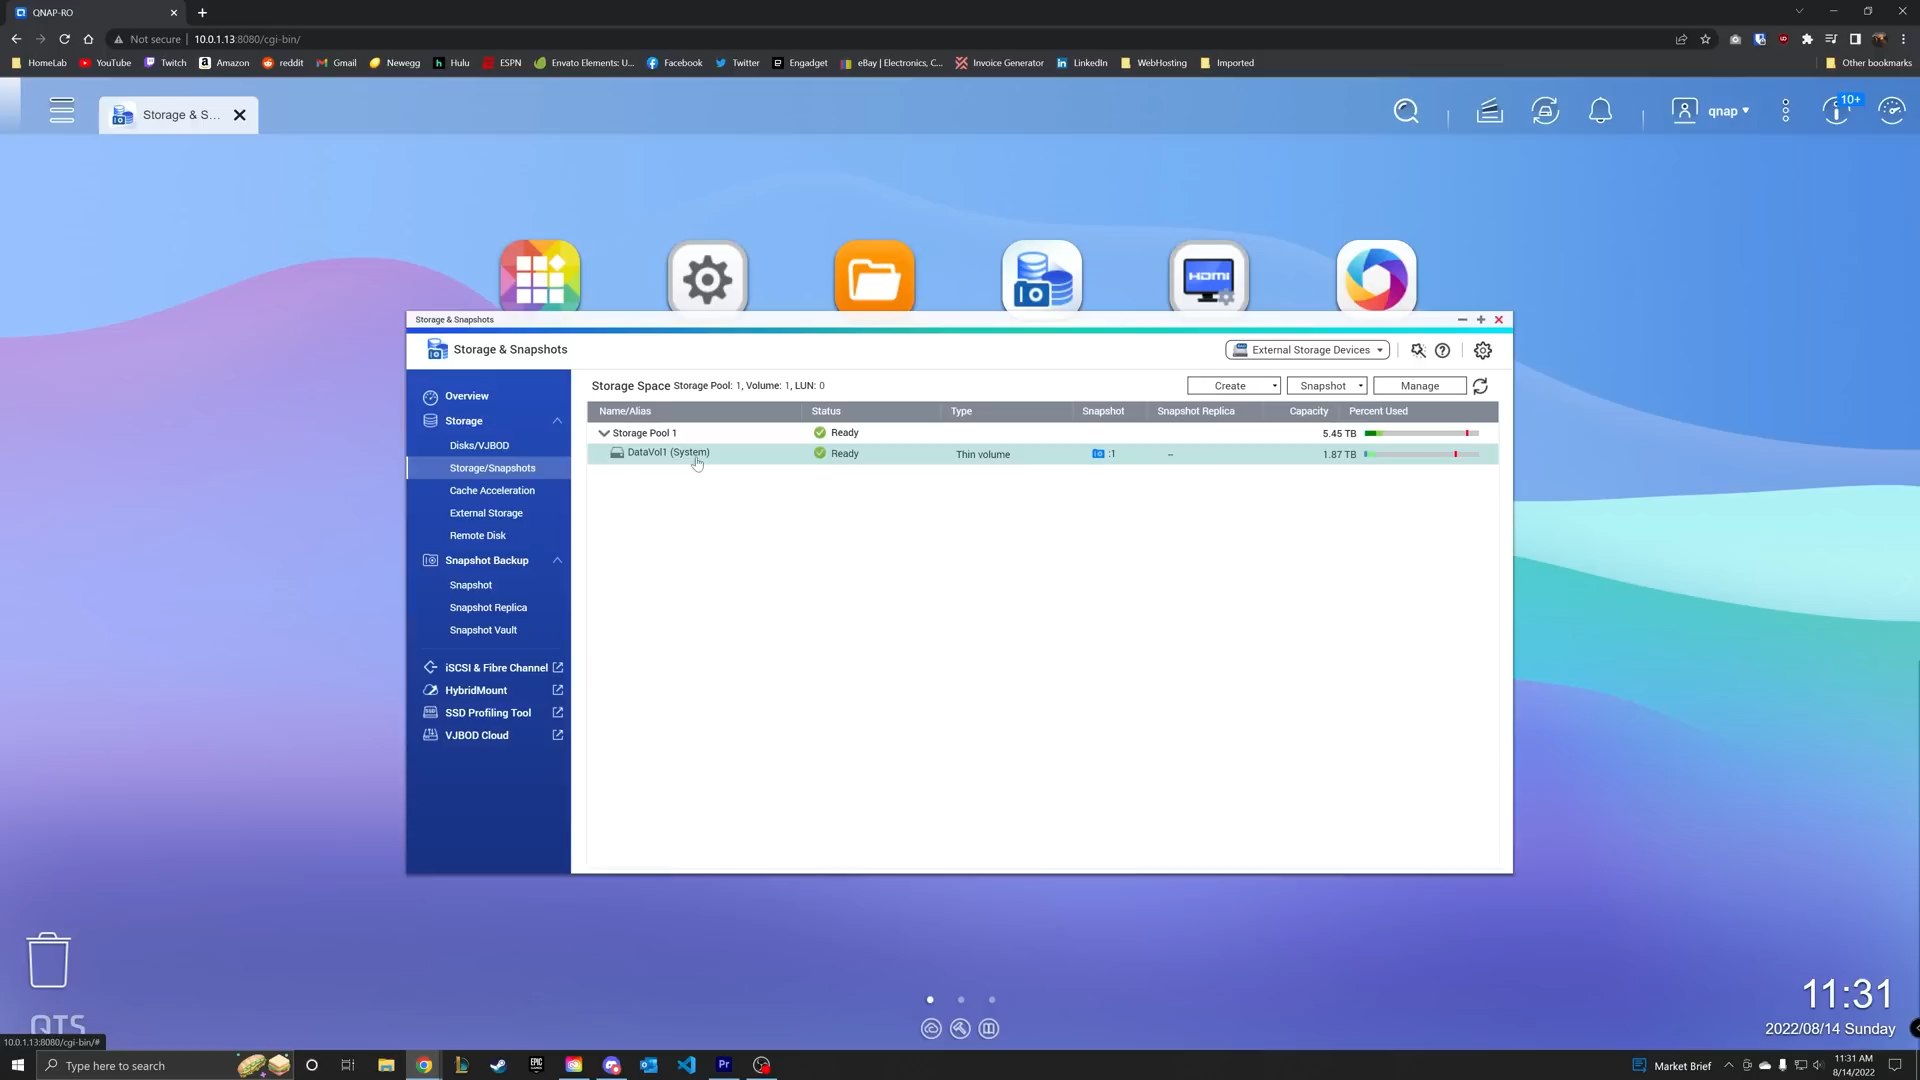 QNAP-RO
Not secure 10.0.1.13:8080/cgi-bin/
HomeLab YouTube Twitch Amazon reddit Gmail Newegg Hulu ESPN Envato Elements: U... Facebook Twitter Engadget eBay | Electronics, C... Invoice Generator LinkedIn WebHosting Imported Other bookmarks
Storage & S... qnap 10+
HDMI
Storage & Snapshots
Storage & Snapshots External Storage Devices
Overview
Storage
Disks/VJBOD
Storage/Snapshots
Cache Acceleration
External Storage
Remote Disk
Snapshot Backup
Snapshot
Snapshot Replica
Snapshot Vault
iSCSI & Fibre Channel
HybridMount
SSD Profiling Tool
VJBOD Cloud
Storage Space Storage Pool: 1, Volume: 1, LUN: 0 Create Snapshot Manage
Name/Alias Status Type Snapshot Snapshot Replica Capacity Percent Used
Storage Pool 1 Ready 5.45 TB
DataVol1 (System) Ready Thin volume :1 -- 1.87 TB
11:31
2022/08/14 Sunday
QTS
10.0.1.13:8080/cgi-bin/#
Type here to search Pr Market Brief 11:31 AM
8/14/2022